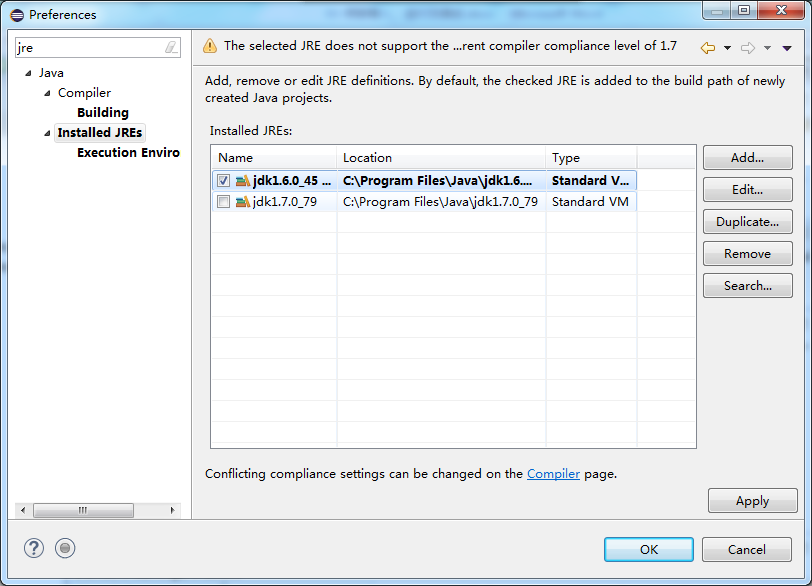 Preferences
jre
Java
Compiler
Building
Installed JREs
Execution Enviro
The selected JRE does not support the ...rent compiler compliance level of 1.7
Add, remove or edit JRE definitions. By default, the checked JRE is added to the build path of newly
created Java projects.
Installed JREs:
Name Location Type
jdk1.6.0_45 ... C:\Program Files\Java\jdk1.6.... Standard V...
jdk1.7.0_79 C:\Program Files\Java\jdk1.7.0_79 Standard VM
Add...
Edit...
Duplicate...
Remove
Search...
Conflicting compliance settings can be changed on the Compiler page.
Apply
OK Cancel